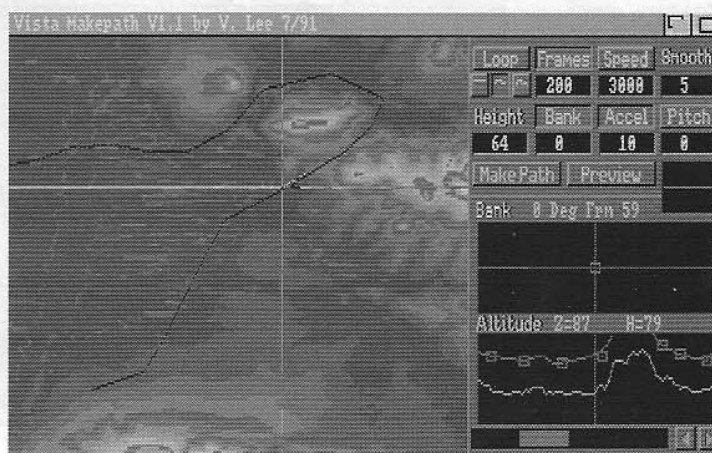 Vista Makepath V1.1 by V. Lee 7/91
Loop Frames Speed Smooth
200 3000 5
Height Bank Accel Pitch
64 0 10 0
Make Path Preview
Bank 0 Deg Frm 59
Altitude Z=87 H=79